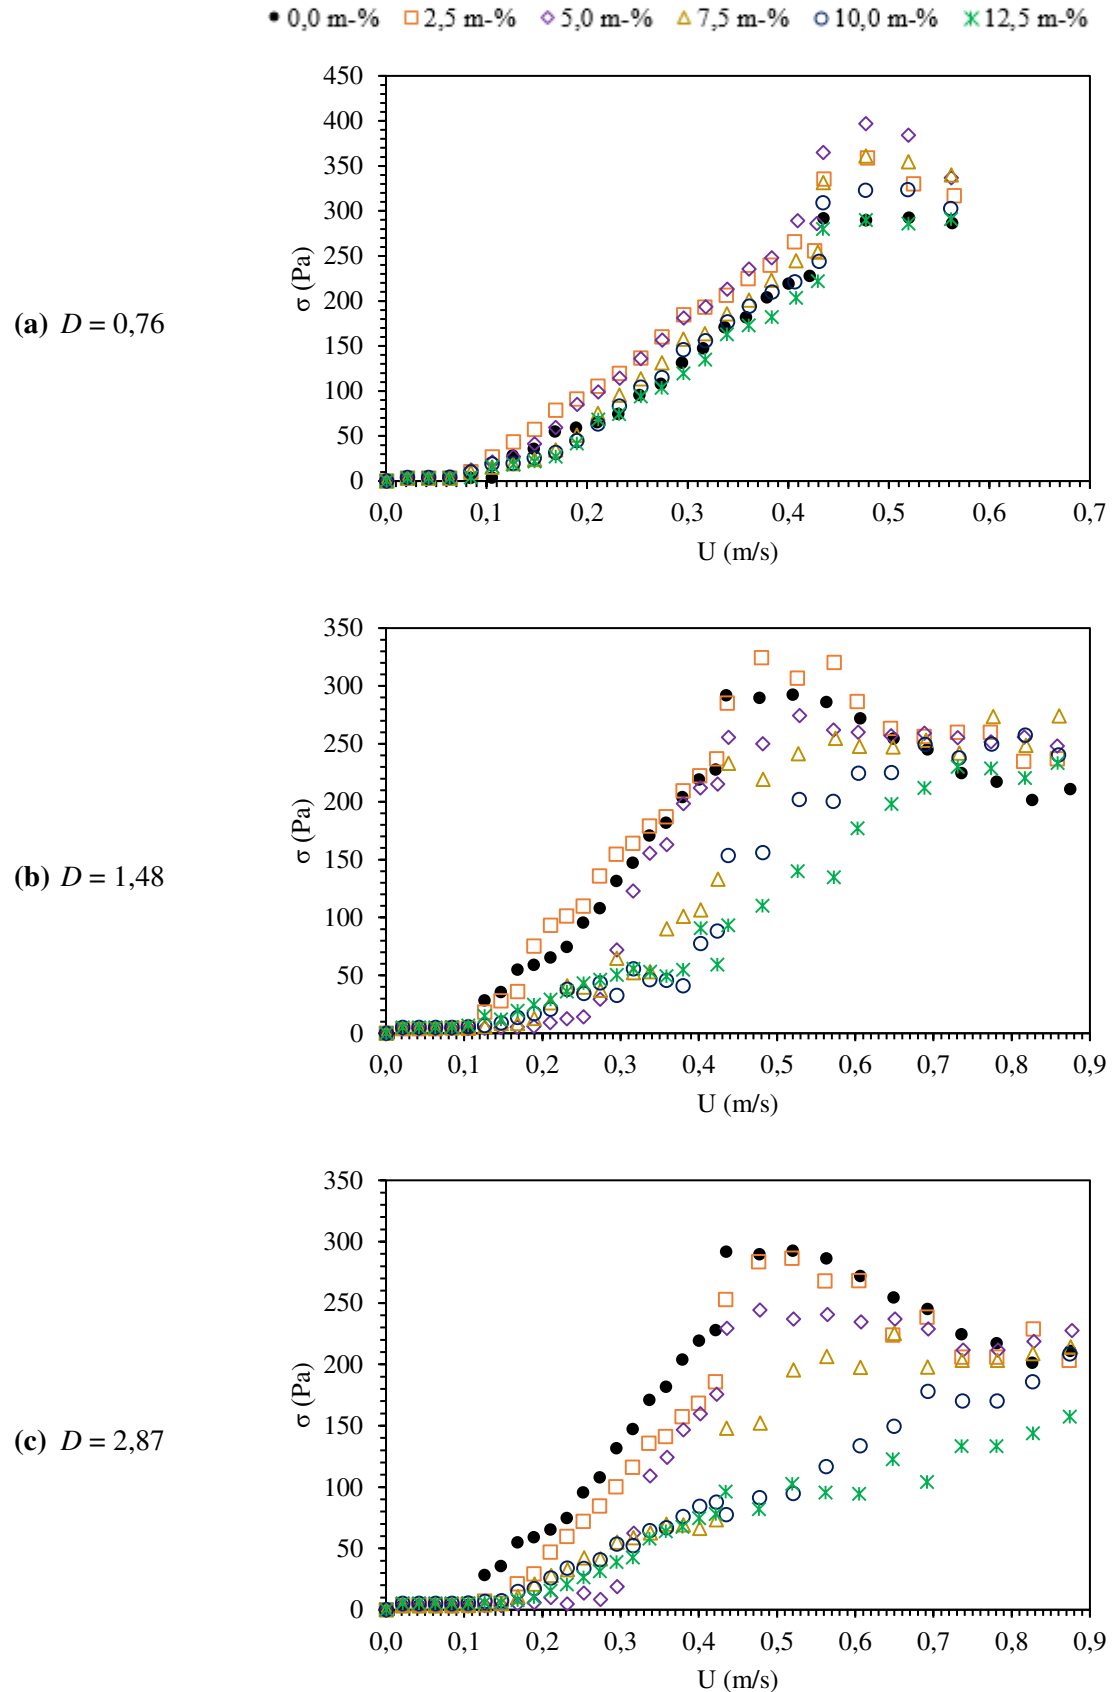 0,0 m-% 2,5 m-% 5,0 m-% 7,5 m-% 10,0 m-% 12,5 m-%
450
400
350
300
250
200
150
100
50
0
σ (Pa)
(a) D = 0,76
0,0 0,1 0,2 0,3 0,4 0,5 0,6 0,7
U (m/s)
350
300
250
200
150
100
50
0
σ (Pa)
(b) D = 1,48
0,0 0,1 0,2 0,3 0,4 0,5 0,6 0,7 0,8 0,9
U (m/s)
350
300
250
200
150
100
50
0
σ (Pa)
(c) D = 2,87
0,0 0,1 0,2 0,3 0,4 0,5 0,6 0,7 0,8 0,9
U (m/s)